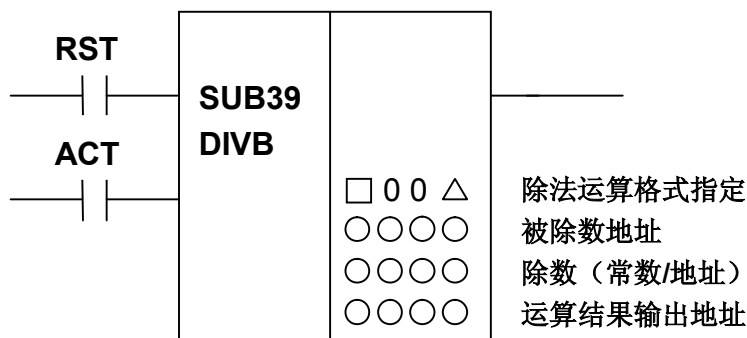 RST
SUB39
ACT
DIVB
□00△ 除法运算格式指定
○○○○ 被除数地址
○○○○ 除数（常数/地址）
○○○○ 运算结果输出地址